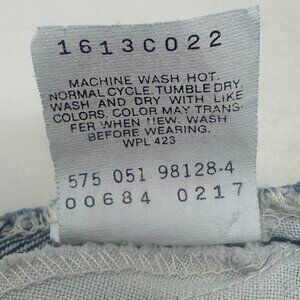 1613C022
MACHINE WASH HOT.
NORMAL CYCLE. TUMBLE DRY.
WASH AND DRY WITH LIKE
COLORS. COLOR MAY TRANS-
FER WHEN NEW. WASH
BEFORE WEARING.
WPL 423
575 051 98128-4
00684 0217